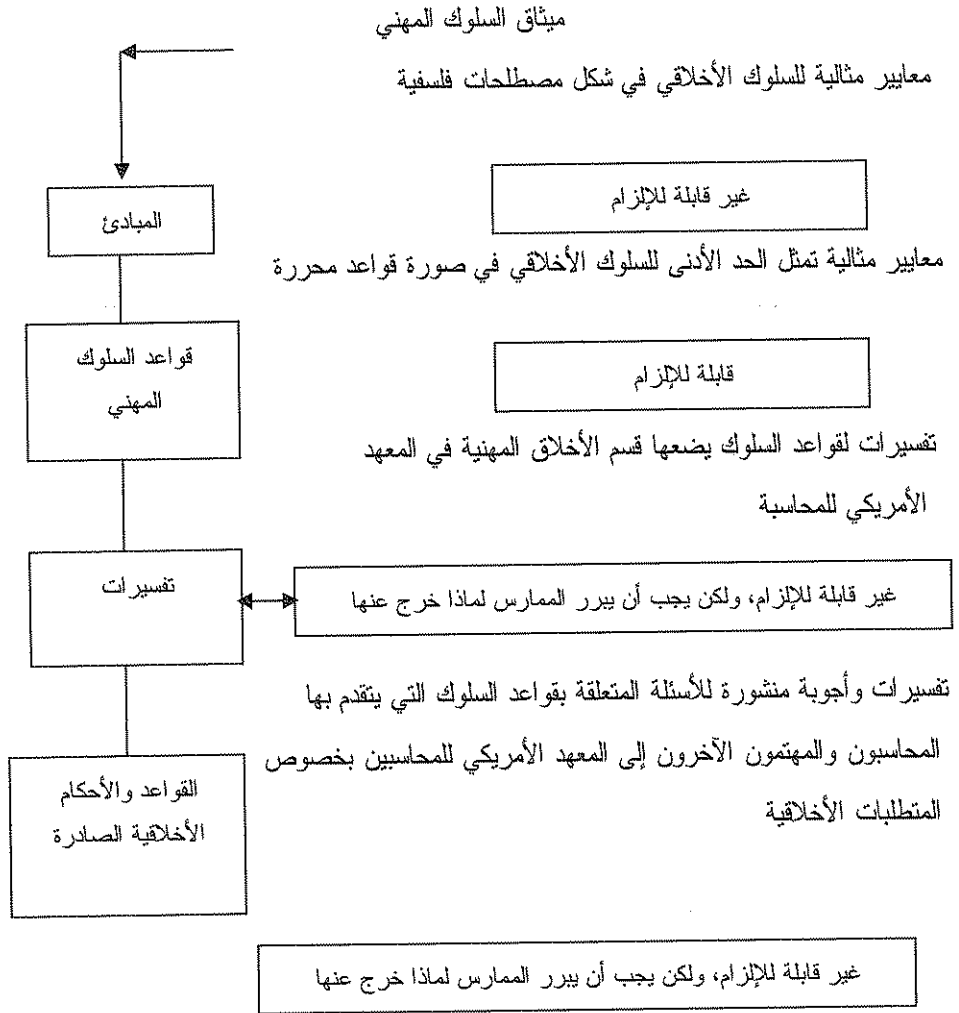 ميثاق السلوك المهني
معايير مثالية للسلوك الأخلاقي في شكل مصطلحات فلسفية
المبادئ
غير قابلة للإلزام
معايير مثالية تمثل الحد الأدنى للسلوك الأخلاقي في صورة قواعد محررة
قواعد السلوك
المهني
قابلة للإلزام
تفسيرات لقواعد السلوك يضعها قسم الأخلاق المهنية في المعهد
الأمريكي للمحاسبة
تفسيرات
غير قابلة للإلزام، ولكن يجب أن يبرر الممارس لماذا خرج عنها
تفسيرات وأجوبة منشورة للأسئلة المتعلقة بقواعد السلوك التي يتقدم بها
المحاسبون والمهتمون الآخرون إلى المعهد الأمريكي للمحاسبين بخصوص
المتطلبات الأخلاقية
القواعد والأحكام
الأخلاقية الصادرة
غير قابلة للإلزام، ولكن يجب أن يبرر الممارس لماذا خرج عنها